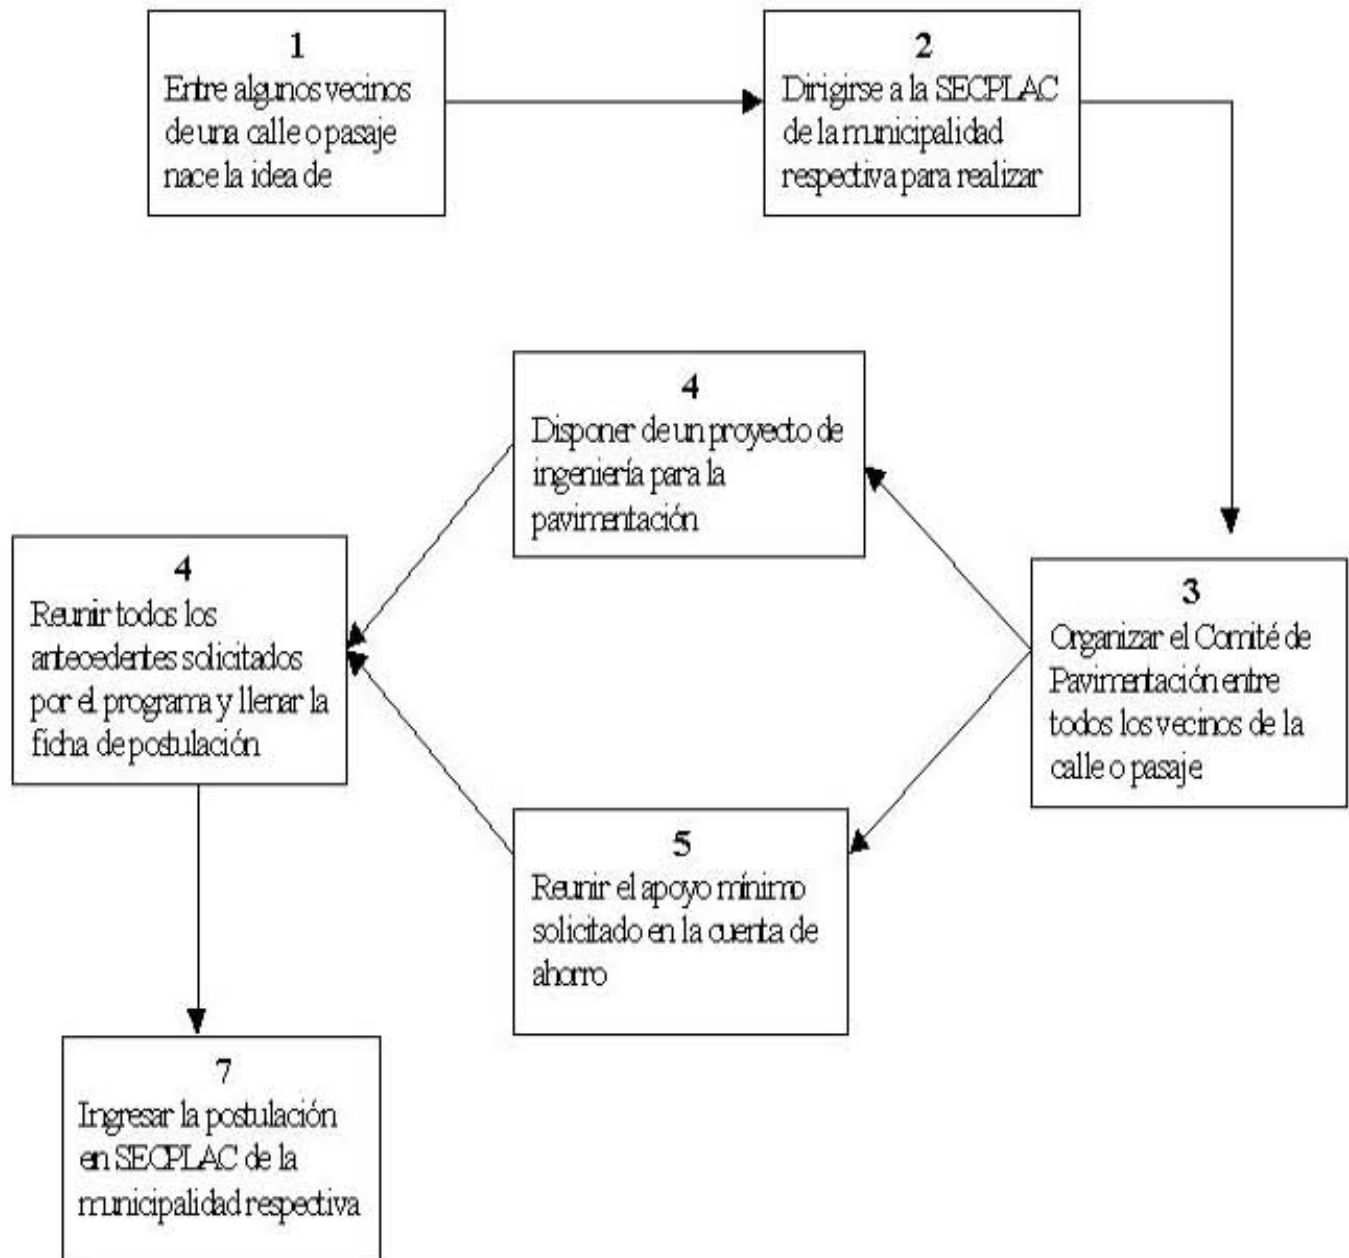 1
Entre algunos vecinos
de una calle o pasaje
nace la idea de
2
Dirigirse a la SECPLAC
de la municipalidad
respectiva para realizar
3
Organizar el Comité de
Pavimentación entre
todos los vecinos de la
calle o pasaje
4
Disponer de un proyecto de
ingeniería para la
pavimentación
5
Reunir el apoyo mínimo
solicitado en la cuenta de
ahorro
4
Reunir todos los
antecedentes solicitados
por el programa y llenar la
ficha de postulación
7
Ingresar la postulación
en SECPLAC de la
municipalidad respectiva